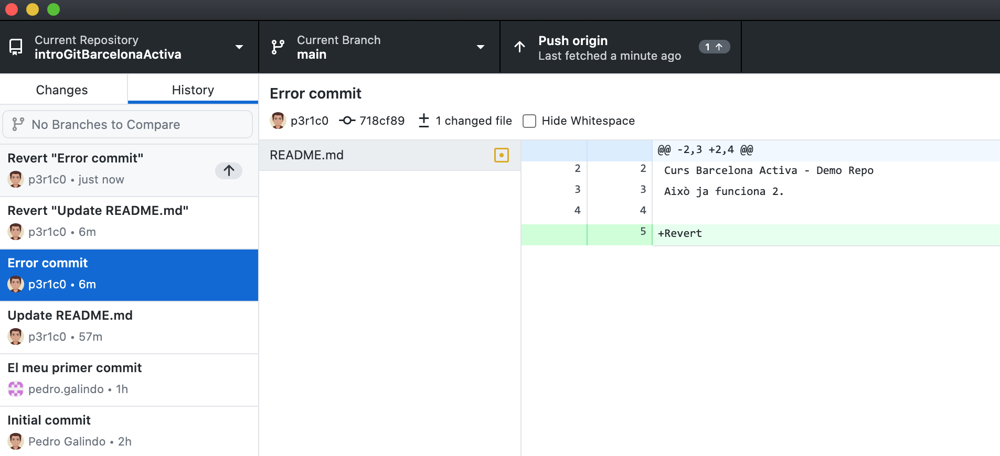 Current Repository
introGitBarcelonaActiva
Current Branch
main
Push origin
Last fetched a minute ago
1
Changes
History
No Branches to Compare
Revert "Error commit"
p3r1c0 • just now
Revert "Update README.md"
p3r1c0 • 6m
Error commit
p3r1c0 • 6m
Update README.md
p3r1c0 • 57m
El meu primer commit
pedro.galindo • 1h
Initial commit
Pedro Galindo • 2h
Error commit
p3r1c0 718cf89 1 changed file Hide Whitespace
README.md
@@ -2,3 +2,4 @@
2 2 Curs Barcelona Activa - Demo Repo
3 3 Això ja funciona 2.
4 4
5 +Revert